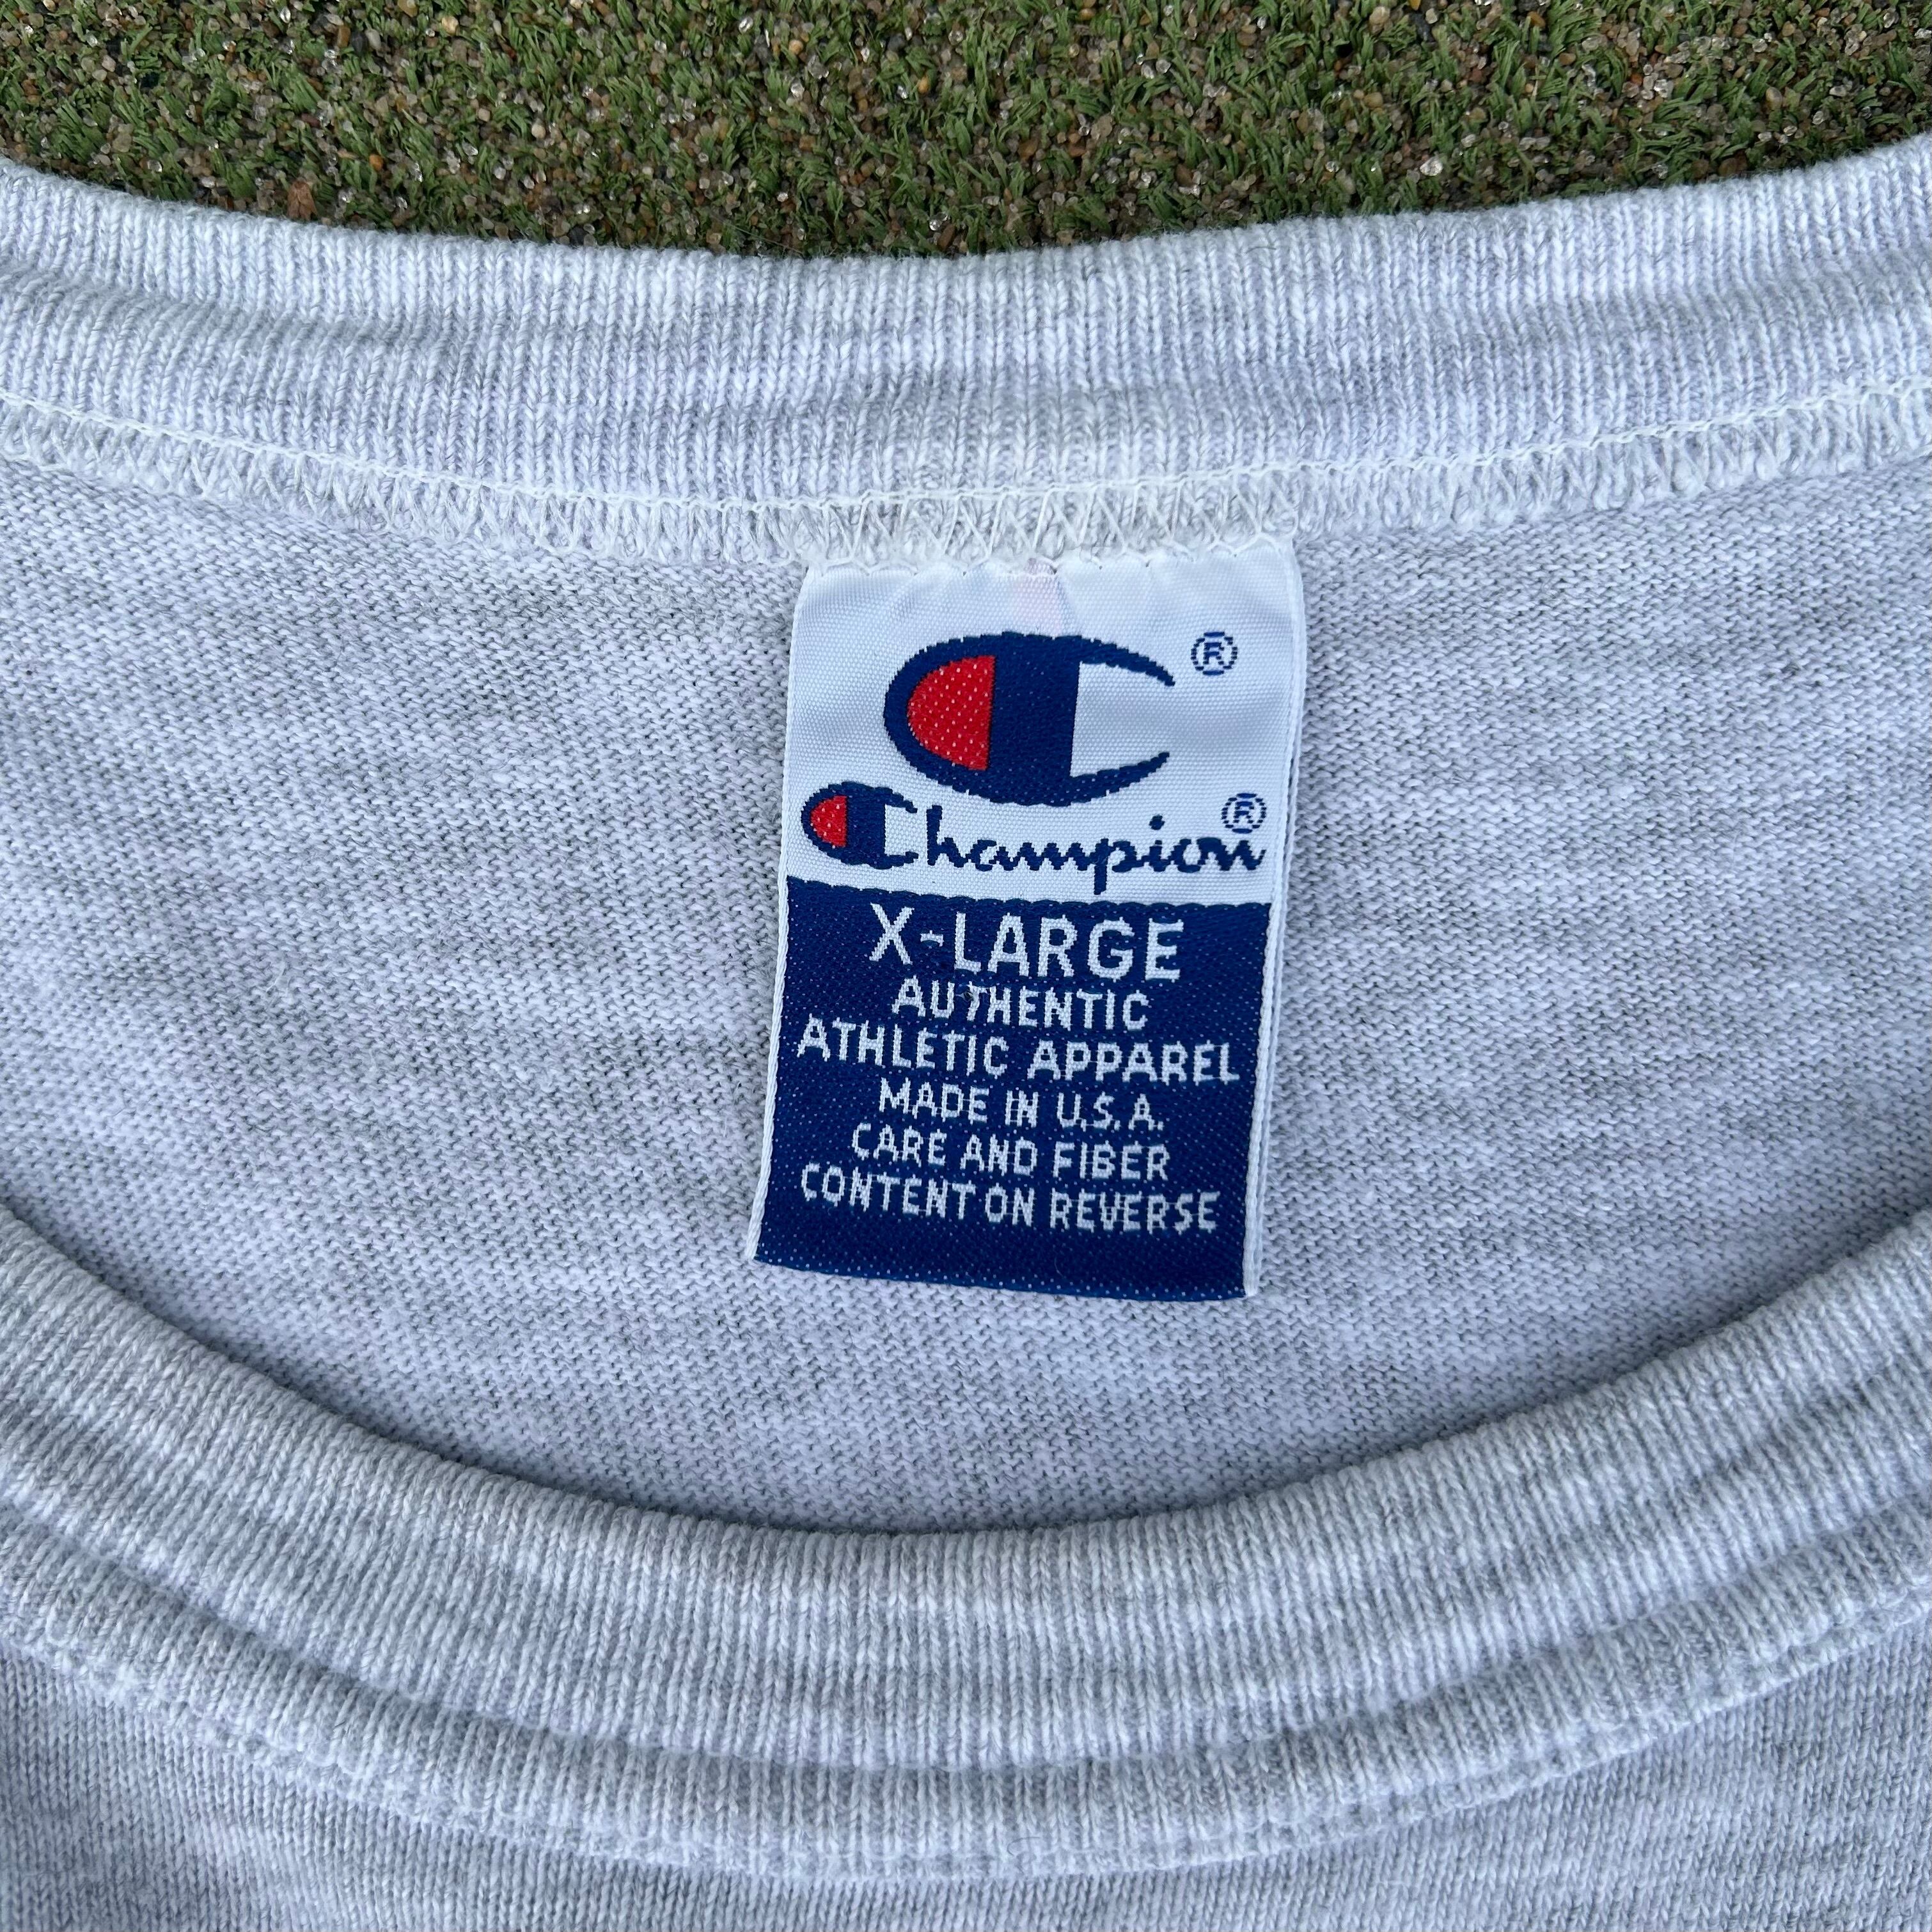 ®
Champion®
X-LARGE
AUTHENTIC
ATHLETIC APPAREL
MADE IN U.S.A.
CARE AND FIBER
CONTENT ON REVERSE